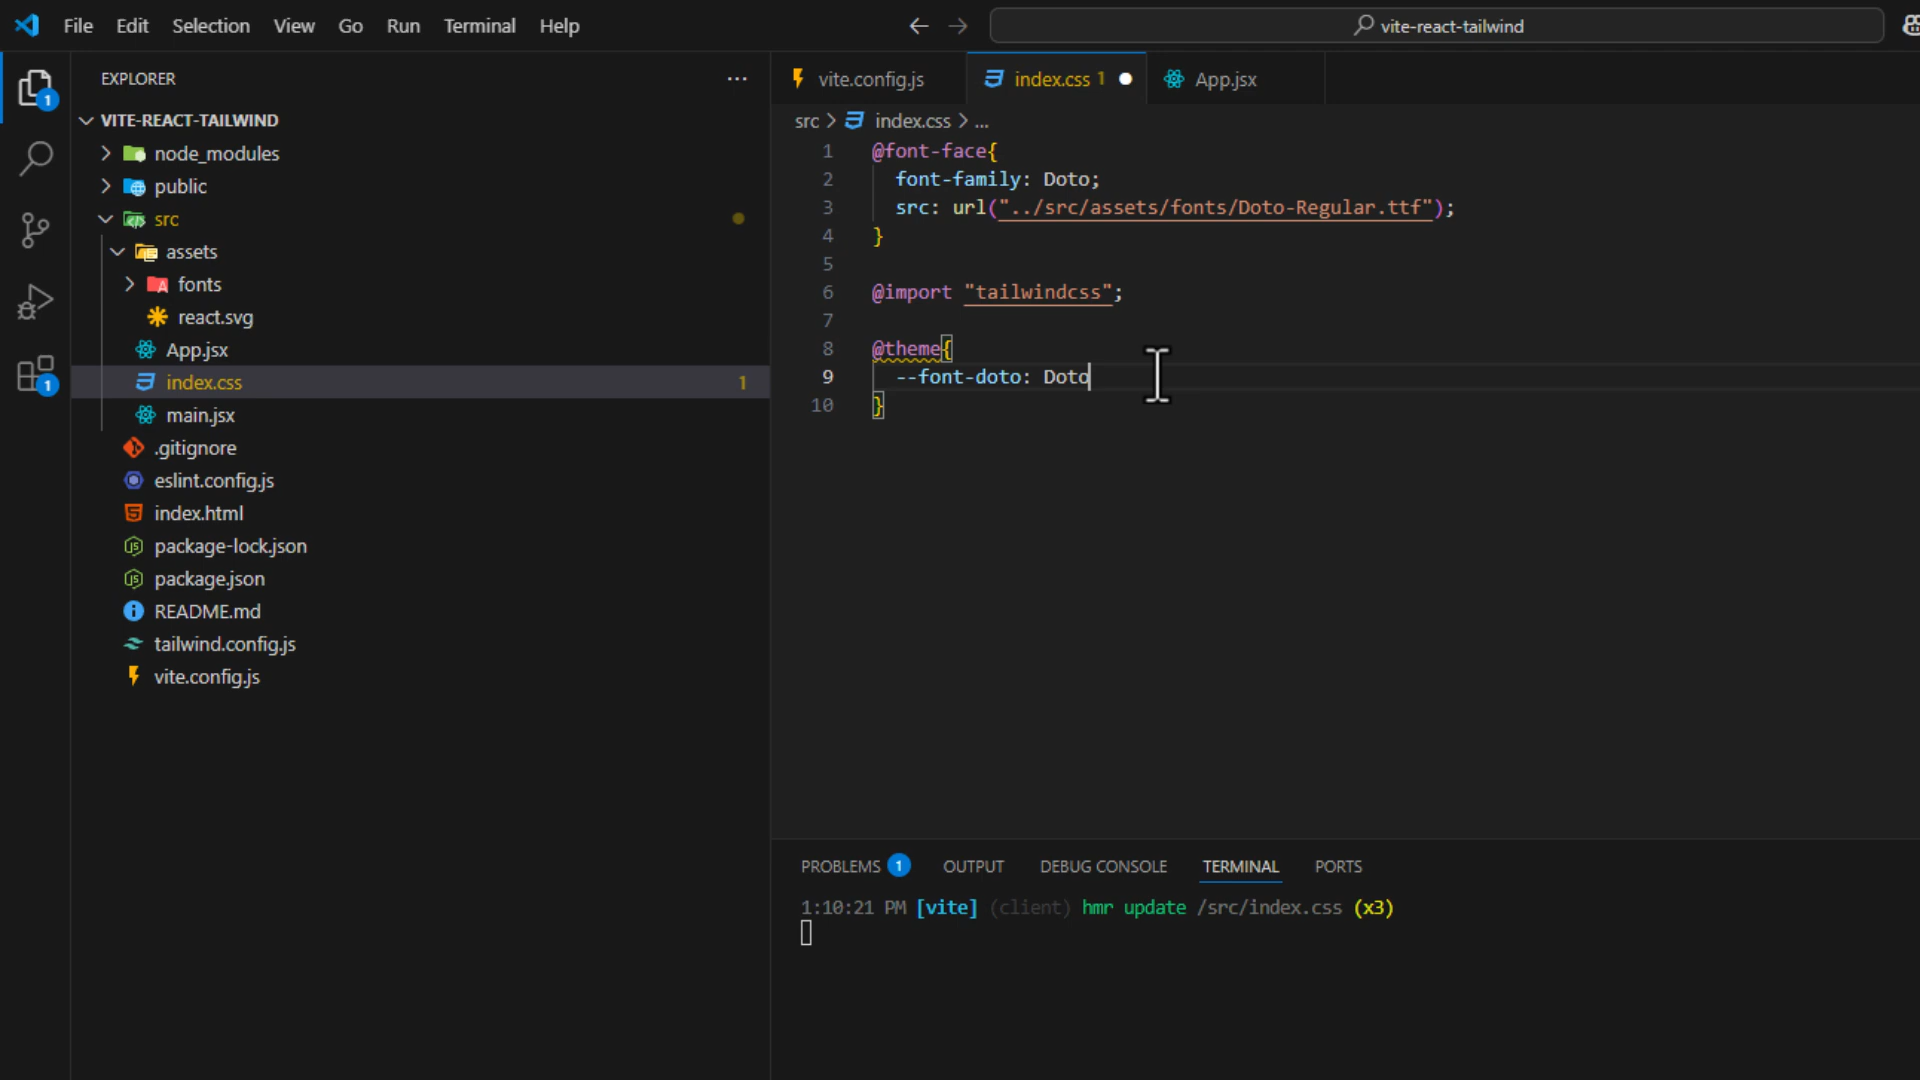 File Edit Selection View Go Run Terminal Help
vite-react-tailwind
EXPLORER
VITE-REACT-TAILWIND
node_modules
public
src
assets
fonts
react.svg
App.jsx
index.css 1
main.jsx
.gitignore
eslint.config.js
index.html
package-lock.json
package.json
README.md
tailwind.config.js
vite.config.js
1
1
vite.config.js index.css 1 App.jsx
src > index.css > ...
1 @font-face{
2 font-family: Doto;
3 src: url("../src/assets/fonts/Doto-Regular.ttf");
4 }
5
6 @import "tailwindcss";
7
8 @theme{
9 --font-doto: Doto
10 }
PROBLEMS 1 OUTPUT DEBUG CONSOLE TERMINAL PORTS
1:10:21 PM [vite] (client) hmr update /src/index.css (x3)